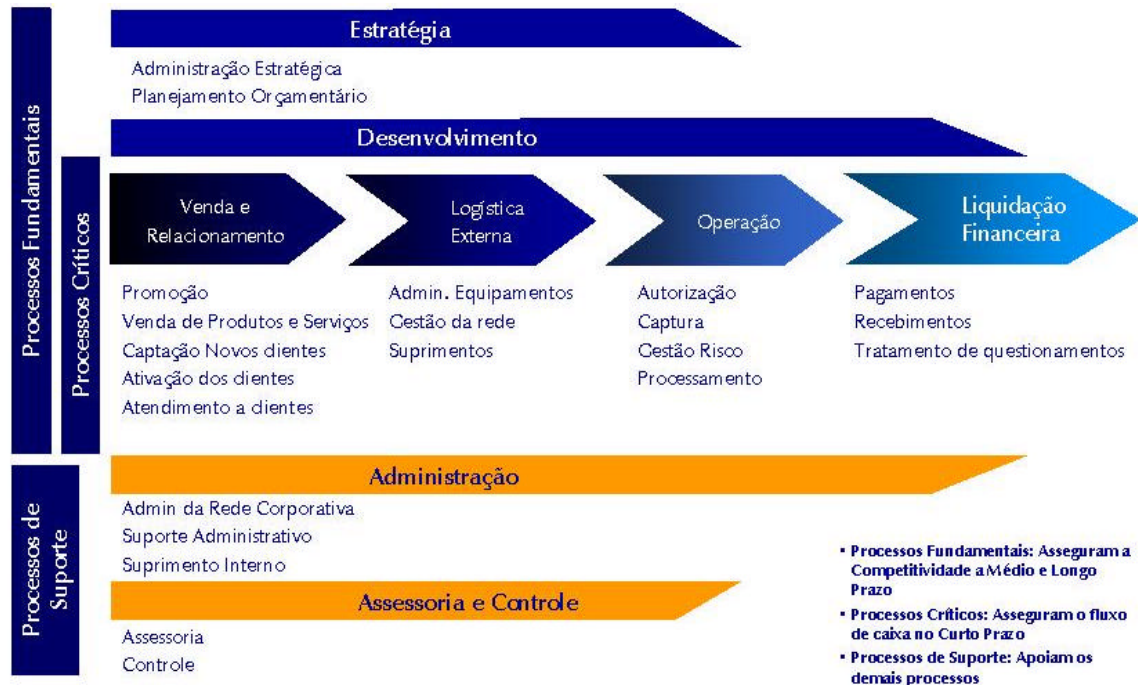 Processos Fundamentais
Estratégia
Administração Estratégica
Planejamento Orçamentário
Desenvolvimento
Processos Críticos
Venda e
Relacionamento
Promoção
Venda de Produtos e Serviços
Captação Novos clientes
Ativação dos clientes
Atendimento a clientes
Logística
Externa
Admin. Equipamentos
Gestão da rede
Suprimentos
Operação
Autorização
Captura
Gestão Risco
Processamento
Liquidação
Financeira
Pagamentos
Recebimentos
Tratamento de questionamentos
Processos de
Suporte
Administração
Admin da Rede Corporativa
Suporte Administrativo
Suprimento Interno
Assessoria e Controle
Assessoria
Controle
• Processos Fundamentais: Asseguram a
Competitividade a Médio e Longo
Prazo
• Processos Críticos: Asseguram o fluxo
de caixa no Curto Prazo
• Processos de Suporte: Apoiam os
demais processos